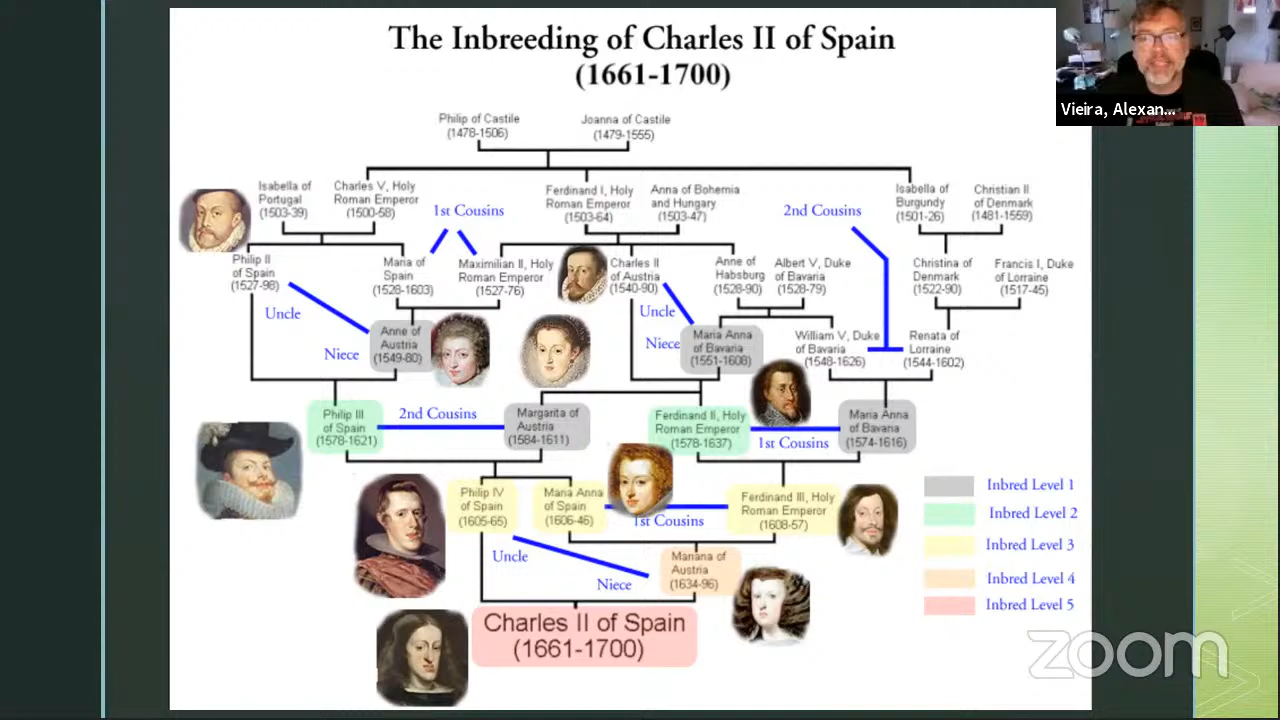 The Inbreeding of Charles II of Spain
(1661-1700)
Vieira, Alexan...
Philip of Castile
(1478-1506)
Joanna of Castile
(1479-1555)
Isabella of
Portugal
(1503-39)
Charles V, Holy
Roman Emperor
(1500-58)
1st Cousins
Ferdinand I, Holy
Roman Emperor
(1503-64)
Anna of Bohemia
and Hungary
(1503-47)
2nd Cousins
Isabella of
Burgundy
(1501-26)
Christian II
of Denmark
(1481-1559)
Philip II
of Spain
(1527-98)
Maria of
Spain
(1528-1603)
Maximilian II, Holy
Roman Emperor
(1527-76)
Charles II
of Austria
(1540-90)
Anne of
Habsburg
(1528-90)
Albert V, Duke
of Bavaria
(1528-79)
Christina of
Denmark
(1522-90)
Francis I, Duke
of Lorraine
(1517-45)
Uncle
Niece
Anne of
Austria
(1549-80)
Uncle
Niece
Maria Anna
of Bavaria
(1551-1608)
William V, Duke
of Bavaria
(1548-1626)
Renata of
Lorraine
(1544-1602)
Philip III
of Spain
(1578-1621)
2nd Cousins
Margarita of
Austria
(1584-1611)
Ferdinand II, Holy
Roman Emperor
(1578-1637)
1st Cousins
Maria Anna
of Bavaria
(1574-1616)
Philip IV
of Spain
(1605-65)
Maria Anna
of Spain
(1606-46)
1st Cousins
Ferdinand III, Holy
Roman Emperor
(1608-57)
Uncle
Niece
Mariana of
Austria
(1634-96)
Charles II of Spain
(1661-1700)
Inbred Level 1
Inbred Level 2
Inbred Level 3
Inbred Level 4
Inbred Level 5
zoom